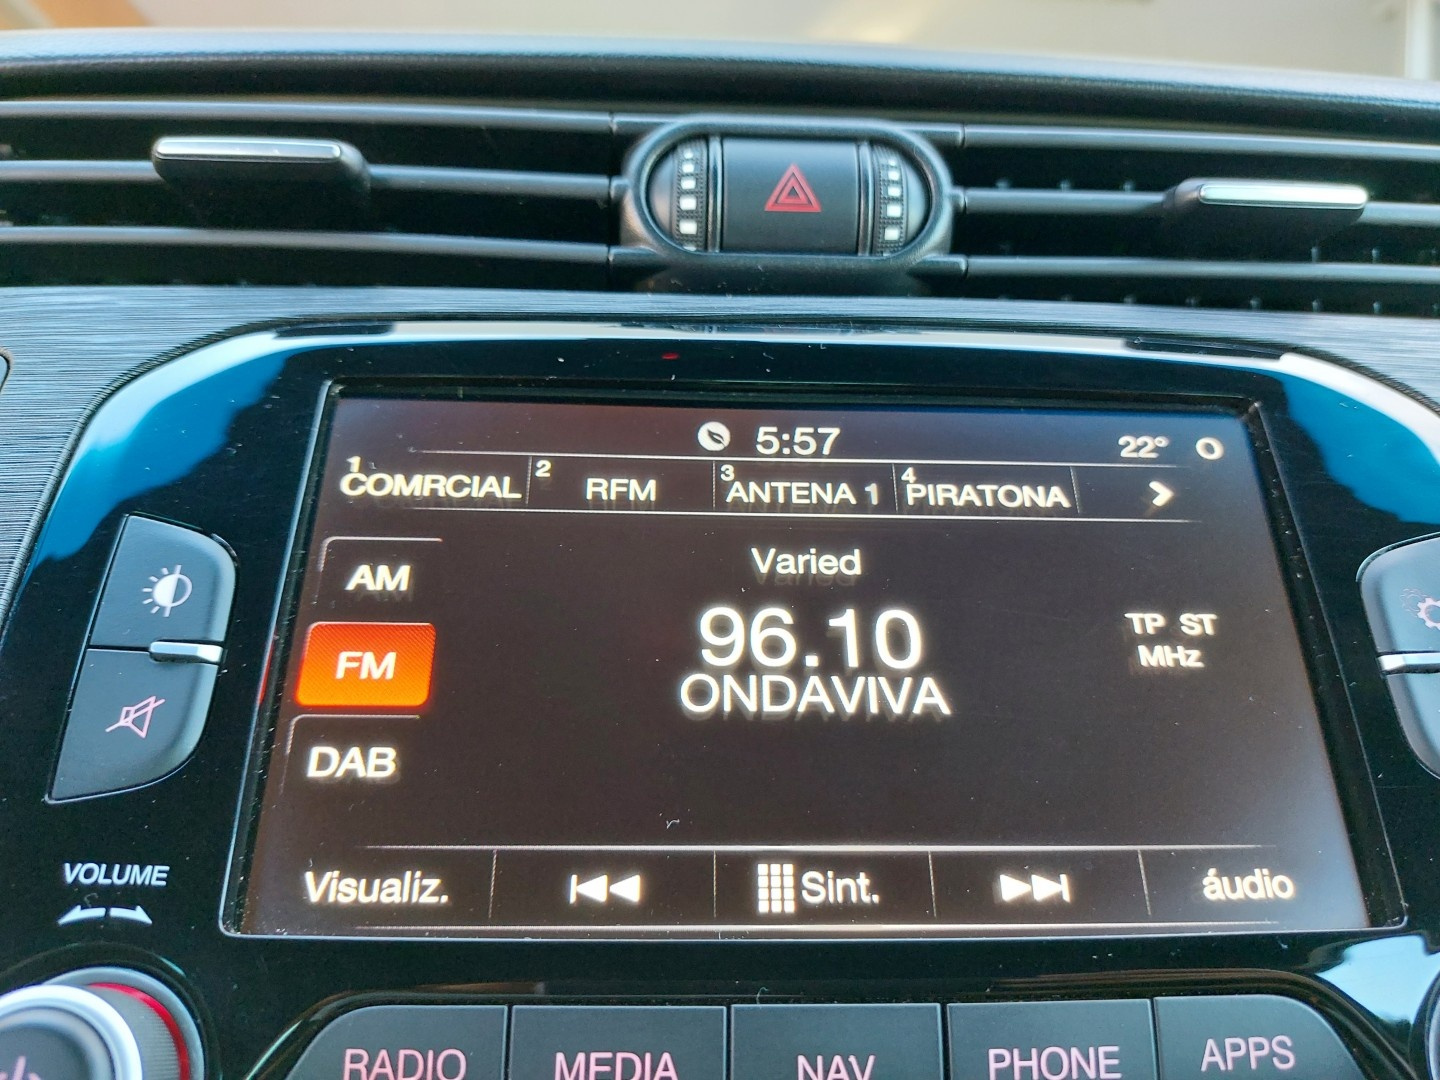 5:57
22° O
1 COMRCIAL 2 RFM 3 ANTENA 1 4 PIRATONA
AM
Varied
96.10
TP ST
MHz
FM
ONDAVIVA
DAB
Visualiz. Sint. áudio
VOLUME
RADIO MEDIA NAV PHONE APPS